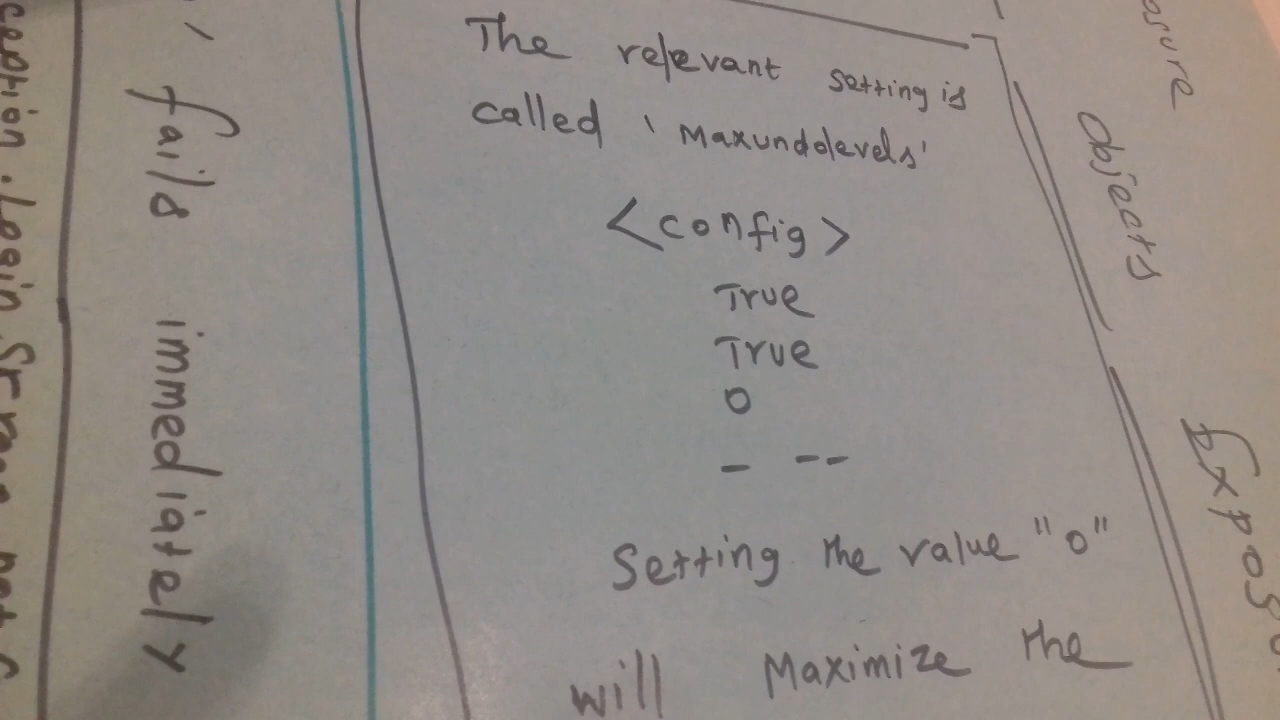 The relevant setting is
called 'Maxundolevels'
<config>
True
True
0
- --
Setting the value "0"
will Maximize the
fails immediately
Objects